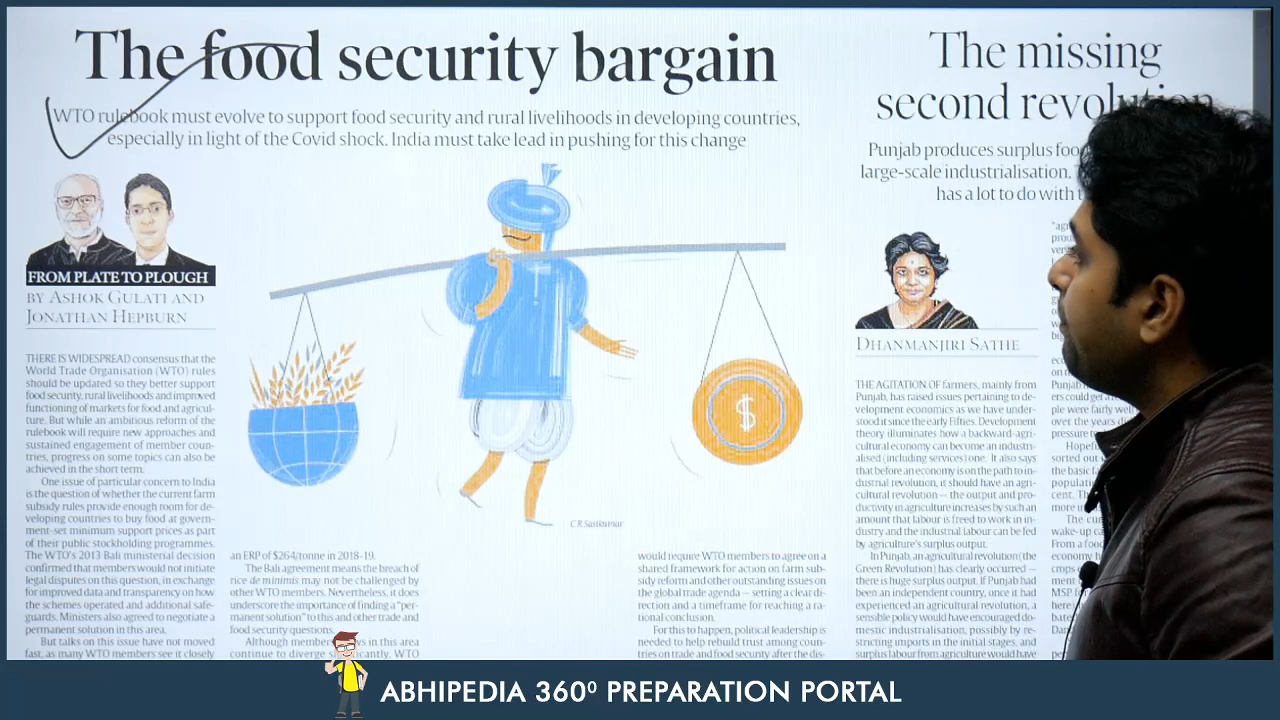 The food security bargain
WTO rulebook must evolve to support food security and rural livelihoods in developing countries,
especially in light of the Covid shock. India must take lead in pushing for this change
FROM PLATE TO PLOUGH
BY ASHOK GULATI AND
JONATHAN HEPBURN
THERE IS WIDESPREAD consensus that the
World Trade Organisation (WTO) rules
should be updated so they better support
food security, rural livelihoods and improved
functioning of markets for food and agricul-
ture. But while an ambitious reform of the
rulebook will require new approaches and
sustained engagement of member coun-
tries, progress on some topics can also be
achieved in the short term.
One issue of particular concern to India
is the question of whether the current farm
subsidy rules provide enough room for de-
veloping countries to buy food at govern-
ment-set minimum support prices as part
of their public stockholding programmes.
The WTO's 2013 Bali ministerial decision
confirmed that members would not initiate
legal disputes on this question, in exchange
for improved data and transparency on how
the schemes operated and additional safe-
guards. Ministers also agreed to negotiate a
permanent solution in this area.
But talks on this issue have not moved
fast, as many WTO members see it closely
an ERP of $264/tonne in 2018-19.
The Bali agreement means the breach of
rice de minimis may not be challenged by
other WTO members. Nevertheless, it does
underscore the importance of finding a "per-
manent solution" to this and other trade and
food security questions.
Although members in this area
continue to diverge WTO
C R Sasikumar
would require WTO members to agree on a
shared framework for action on farm sub-
sidy reform and other outstanding issues on
the global trade agenda — setting a clear di-
rection and a timeframe for reaching a ra-
tional conclusion.
For this to happen, political leadership is
needed to help rebuild trust among coun-
tries on trade and food security after the dis-
The missing
second revolution
Punjab produces surplus
large-scale industrialisation.
has a lot to do with
DHANMANJIRI SATHE
THE AGITATION OF farmers, mainly from
Punjab, has raised issues pertaining to de-
velopment economics as we have under-
stood it since the early Fifties. Development
theory illuminates how a backward-agri-
cultural economy can become an industri-
alised (including services) one. It also says
that before an economy is on the path to in-
dustrial revolution, it should have an agri-
cultural revolution — the output and pro-
ductivity in agriculture increases by such an
amount that labour is freed to work in in-
dustry and the industrial labour can be fed
by agriculture's surplus output.
In Punjab, an agricultural revolution (the
Green Revolution) has clearly occurred —
there is huge surplus output. If Punjab had
been an independent country, once it had
experienced an agricultural revolution, a
sensible policy would have encouraged do-
mestic industrialisation, possibly by re-
stricting imports in the initial stages, and
surplus labour from agriculture would have
ABHIPEDIA 360⁰ PREPARATION PORTAL